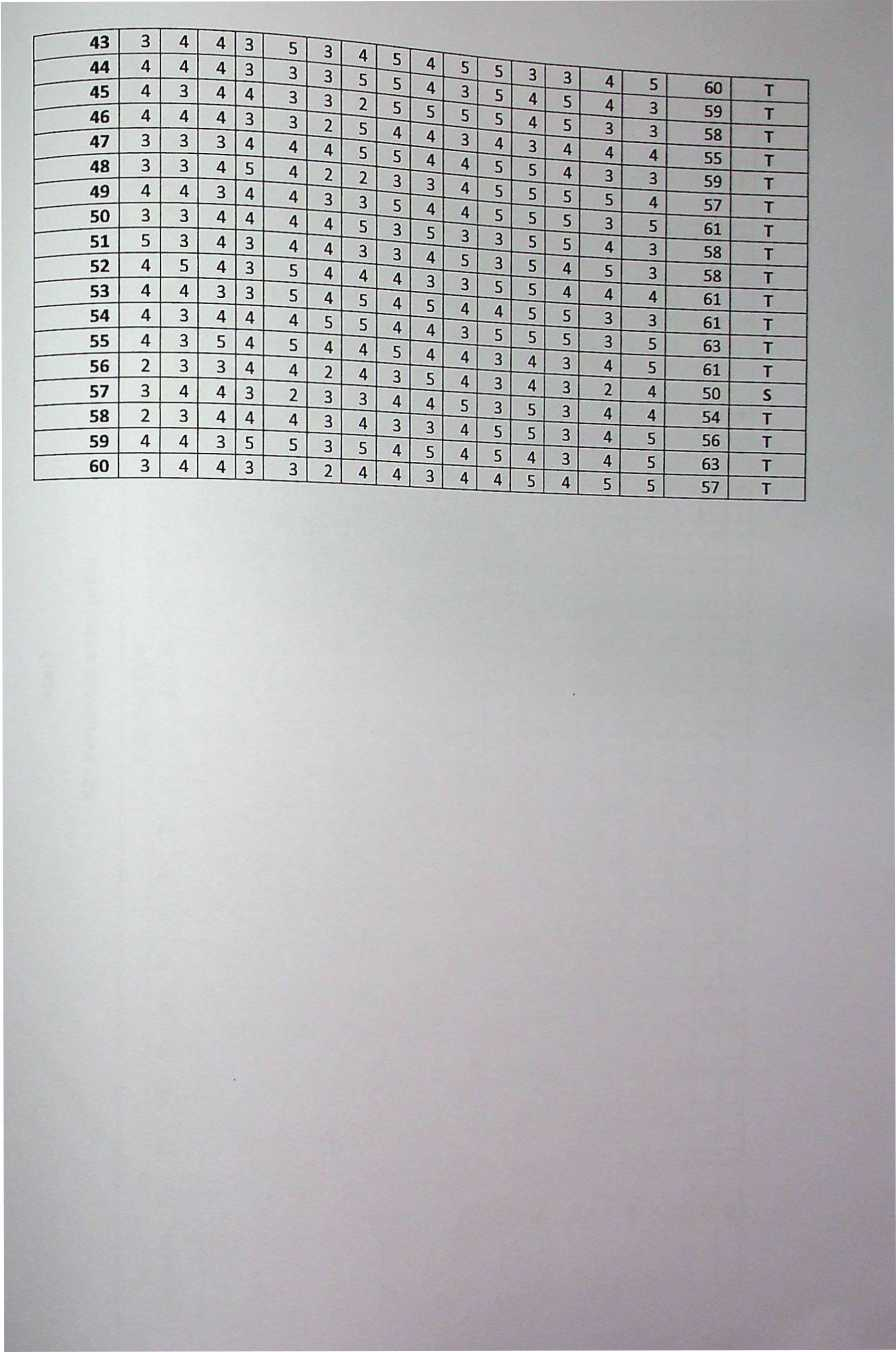 43 3 4 4 3 5 3 4 5 4 5 5 3 3 4 5 60 T
44 4 4 4 3 3 3 5 5 4 3 5 4 5 4 3 59 T
45 4 3 4 4 3 3 2 5 5 5 5 4 5 3 3 58 T
46 4 4 4 3 3 2 5 4 4 3 4 3 4 4 4 55 T
47 3 3 3 4 4 4 5 5 4 4 5 5 4 3 3 59 T
48 3 3 4 5 4 2 2 3 3 4 5 5 5 5 4 57 T
49 4 4 3 4 4 3 3 5 4 4 5 5 5 3 5 61 T
50 3 3 4 4 4 4 5 3 5 3 3 5 5 4 3 58 T
51 5 3 4 3 4 4 3 3 4 5 3 5 4 5 3 58 T
52 4 5 4 3 5 4 4 4 3 3 5 5 4 4 4 61 T
53 4 4 3 3 5 4 5 4 5 4 4 5 5 3 3 61 T
54 4 3 4 4 4 5 5 4 4 3 5 5 5 3 5 63 T
55 4 3 5 4 5 4 4 5 4 4 3 4 3 4 5 61 T
56 2 3 3 4 4 2 4 3 5 4 3 4 3 2 4 50 S
57 3 4 4 3 2 3 3 4 4 5 3 5 3 4 4 54 T
58 2 3 4 4 4 3 4 3 3 4 5 5 3 4 5 56 T
59 4 4 3 5 5 3 5 4 5 4 5 4 3 4 5 63 T
60 3 4 4 3 3 2 4 4 3 4 4 5 4 5 5 57 T